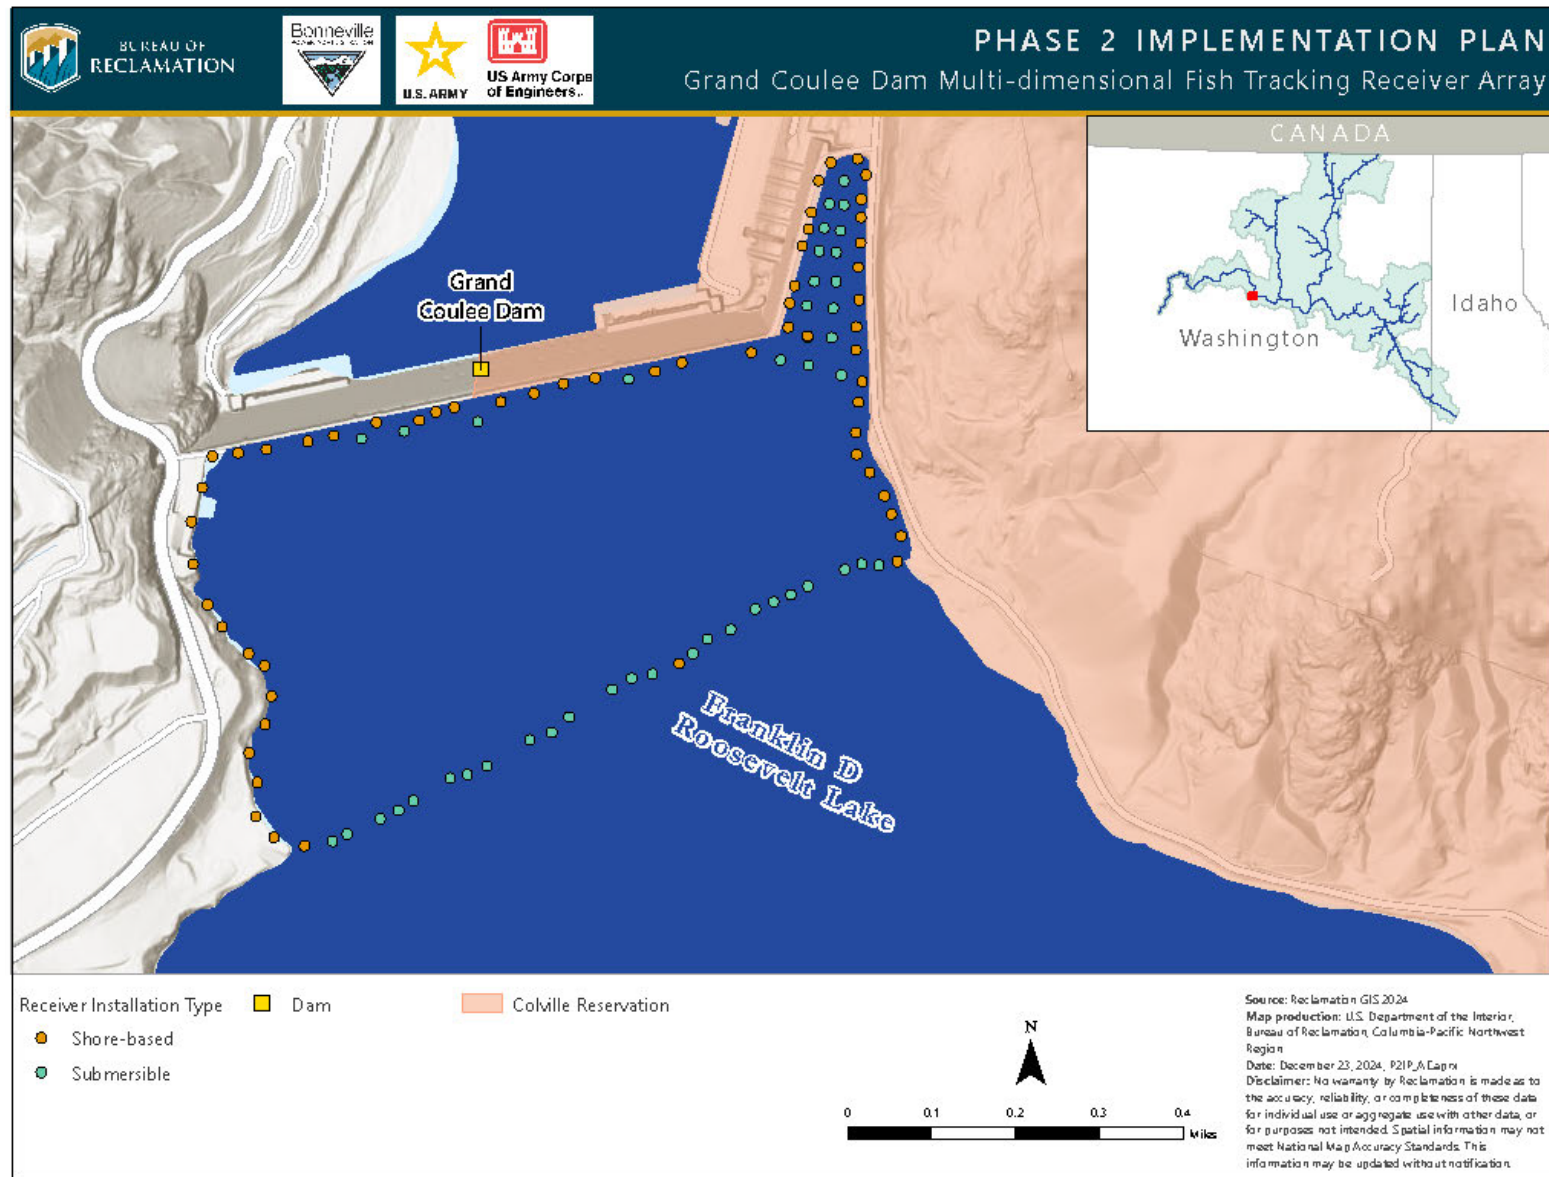 BUREAU OF
RECLAMATION
Bonneville
POWER ADMINISTRATION
U.S. ARMY
US Army Corps
of Engineers®
PHASE 2 IMPLEMENTATION PLAN
Grand Coulee Dam Multi-dimensional Fish Tracking Receiver Array
CANADA
Idaho
Washington
Grand
Coulee Dam
Franklin D
Roosevelt Lake
Receiver Installation Type
Dam
Colville Reservation
Shore-based
Submersible
N
0 0.1 0.2 0.3 0.4
Miles
Source: Reclamation GIS 2024
Map production: U.S. Department of the Interior,
Bureau of Reclamation, Columbia-Pacific Northwest
Region
Date: December 23, 2024, P2IP_AE.aprx
Disclaimer: No warranty by Reclamation is made as to
the accuracy, reliability, or completeness of these data
for individual use or aggregate use with other data, or
for purposes not intended. Spatial information may not
meet National Map Accuracy Standards. This
information may be updated without notification.